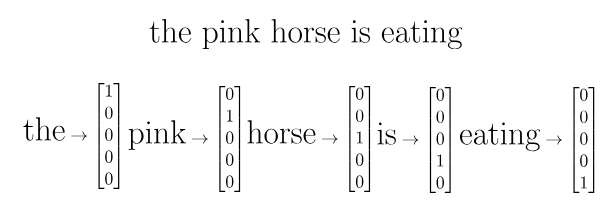 the pink horse is eating
the → [1 0 0 0 0] pink → [0 1 0 0 0] horse → [0 0 1 0 0] is → [0 0 0 1 0] eating → [0 0 0 0 1]